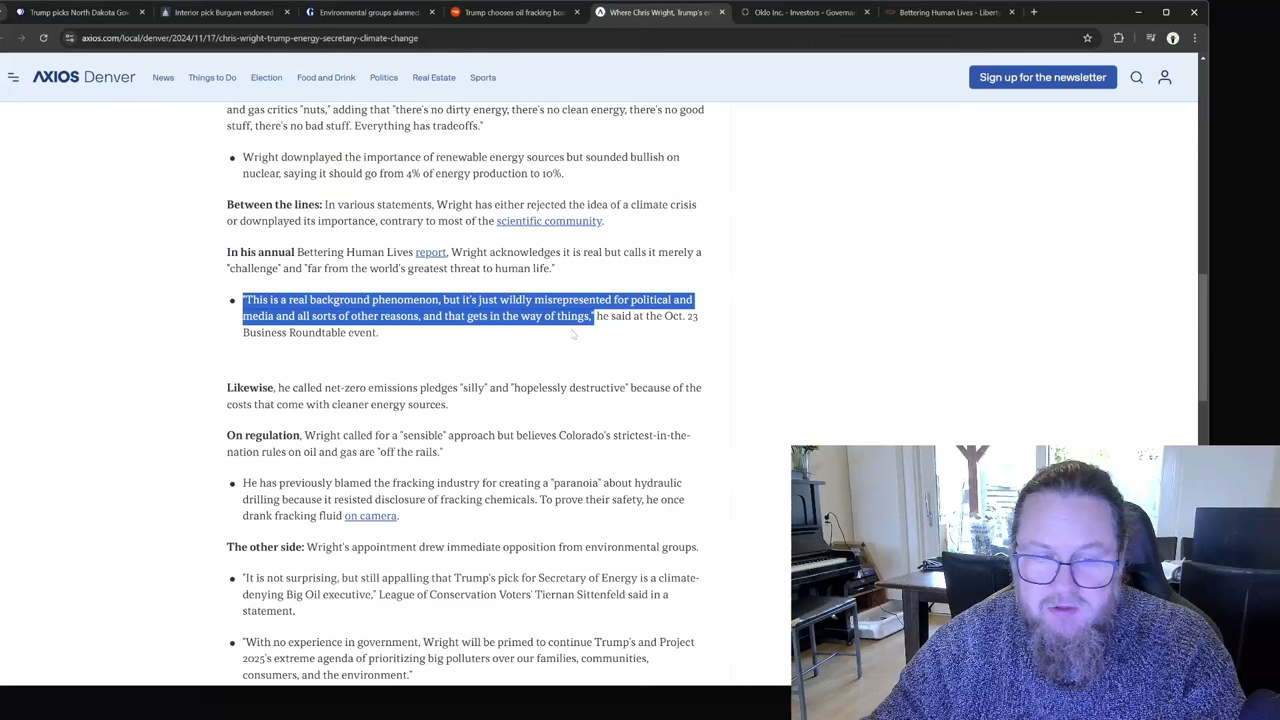 Trump picks North Dakota Gov
Interior pick Burgum endorsed
Environmental groups alarmed
Trump chooses oil fracking bo
Where Chris Wright, Trump's en
Oklo Inc. - Investors - Governa
Bettering Human Lives - Libert
axios.com/local/denver/2024/11/17/chris-wright-trump-energy-secretary-climate-change
AXIOS Denver
News
Things to Do
Election
Food and Drink
Politics
Real Estate
Sports
Sign up for the newsletter
and gas critics "nuts," adding that "there's no dirty energy, there's no clean energy, there's no good
stuff, there's no bad stuff. Everything has tradeoffs."
Wright downplayed the importance of renewable energy sources but sounded bullish on
nuclear, saying it should go from 4% of energy production to 10%.
Between the lines: In various statements, Wright has either rejected the idea of a climate crisis
or downplayed its importance, contrary to most of the scientific community.
In his annual Bettering Human Lives report, Wright acknowledges it is real but calls it merely a
"challenge" and "far from the world's greatest threat to human life."
"This is a real background phenomenon, but it's just wildly misrepresented for political and
media and all sorts of other reasons, and that gets in the way of things," he said at the Oct. 23
Business Roundtable event.
Likewise, he called net-zero emissions pledges "silly" and "hopelessly destructive" because of the
costs that come with cleaner energy sources.
On regulation, Wright called for a "sensible" approach but believes Colorado's strictest-in-the-
nation rules on oil and gas are "off the rails."
He has previously blamed the fracking industry for creating a "paranoia" about hydraulic
drilling because it resisted disclosure of fracking chemicals. To prove their safety, he once
drank fracking fluid on camera.
The other side: Wright's appointment drew immediate opposition from environmental groups.
"It is not surprising, but still appalling that Trump's pick for Secretary of Energy is a climate-
denying Big Oil executive," League of Conservation Voters' Tiernan Sittenfeld said in a
statement.
"With no experience in government, Wright will be primed to continue Trump's and Project
2025's extreme agenda of prioritizing big polluters over our families, communities,
consumers, and the environment."